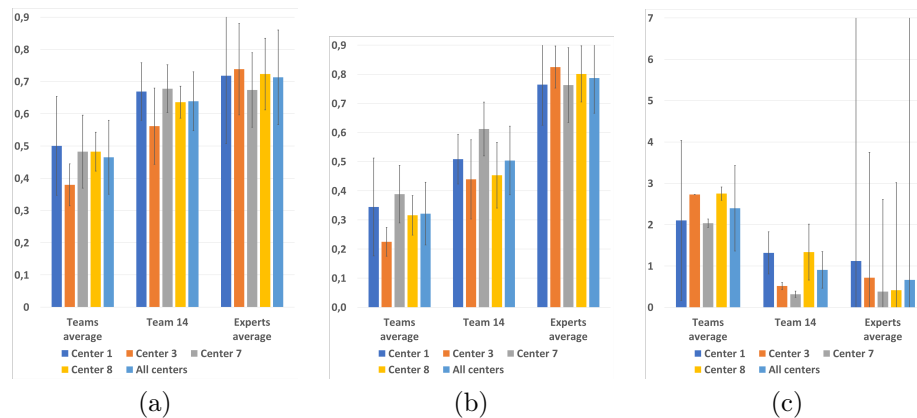 0,9
0,8
0,7
0,6
0,5
0,4
0,3
0,2
0,1
0
Teams average
Team 14
Experts average
Center 1 Center 3 Center 7
Center 8 All centers
(a)
0,9
0,8
0,7
0,6
0,5
0,4
0,3
0,2
0,1
0,0
Teams average
Team 14
Experts average
Center 1 Center 3 Center 7
Center 8 All centers
(b)
7
6
5
4
3
2
1
0
Teams average
Team 14
Experts average
Center 1 Center 3 Center 7
Center 8 All centers
(c)